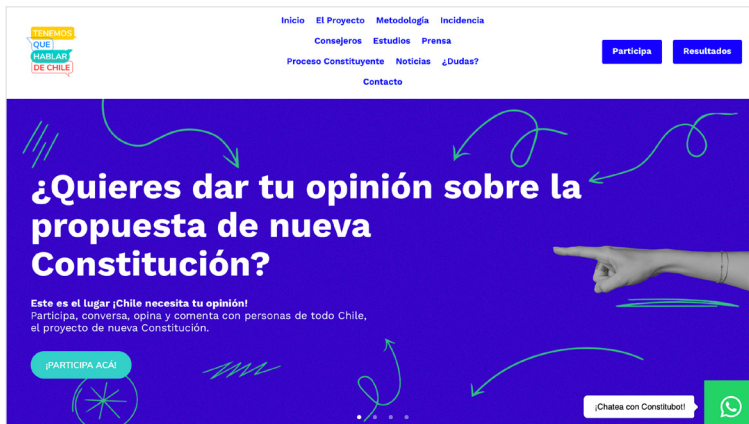 TENEMOS
QUE
HABLAR
DE CHILE
Inicio El Proyecto Metodología Incidencia
Consejeros Estudios Prensa
Proceso Constituyente Noticias ¿Dudas?
Contacto
Participa Resultados
¿Quieres dar tu opinión sobre la
propuesta de nueva
Constitución?
Este es el lugar ¡Chile necesita tu opinión!
Participa, conversa, opina y comenta con personas de todo Chile,
el proyecto de nueva Constitución.
¡PARTICIPA ACÁ!
¡Chatea con Constitubot!